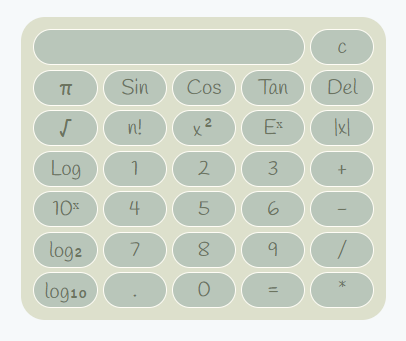 c
π Sin Cos Tan Del
√ n! x² Eˣ |x|
Log 1 2 3 +
10ˣ 4 5 6 -
log₂ 7 8 9 /
log₁₀ . 0 = *